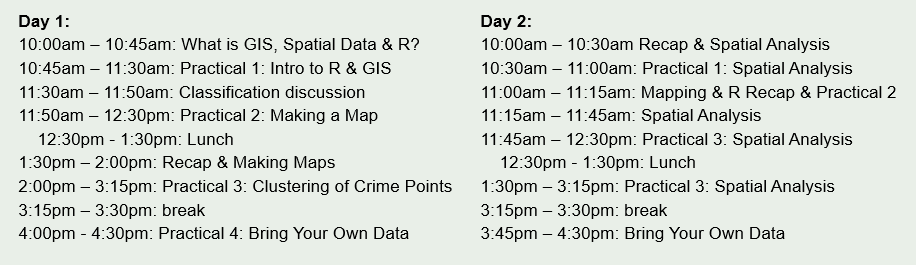 Day 1:
10:00am – 10:45am: What is GIS, Spatial Data & R?
10:45am – 11:30am: Practical 1: Intro to R & GIS
11:30am – 11:50am: Classification discussion
11:50am – 12:30pm: Practical 2: Making a Map
12:30pm - 1:30pm: Lunch
1:30pm – 2:00pm: Recap & Making Maps
2:00pm – 3:15pm: Practical 3: Clustering of Crime Points
3:15pm – 3:30pm: break
4:00pm - 4:30pm: Practical 4: Bring Your Own Data
Day 2:
10:00am – 10:30am Recap & Spatial Analysis
10:30am – 11:00am: Practical 1: Spatial Analysis
11:00am – 11:15am: Mapping & R Recap & Practical 2
11:15am – 11:45am: Spatial Analysis
11:45am – 12:30pm: Practical 3: Spatial Analysis
12:30pm - 1:30pm: Lunch
1:30pm – 3:15pm: Practical 3: Spatial Analysis
3:15pm – 3:30pm: break
3:45pm – 4:30pm: Bring Your Own Data